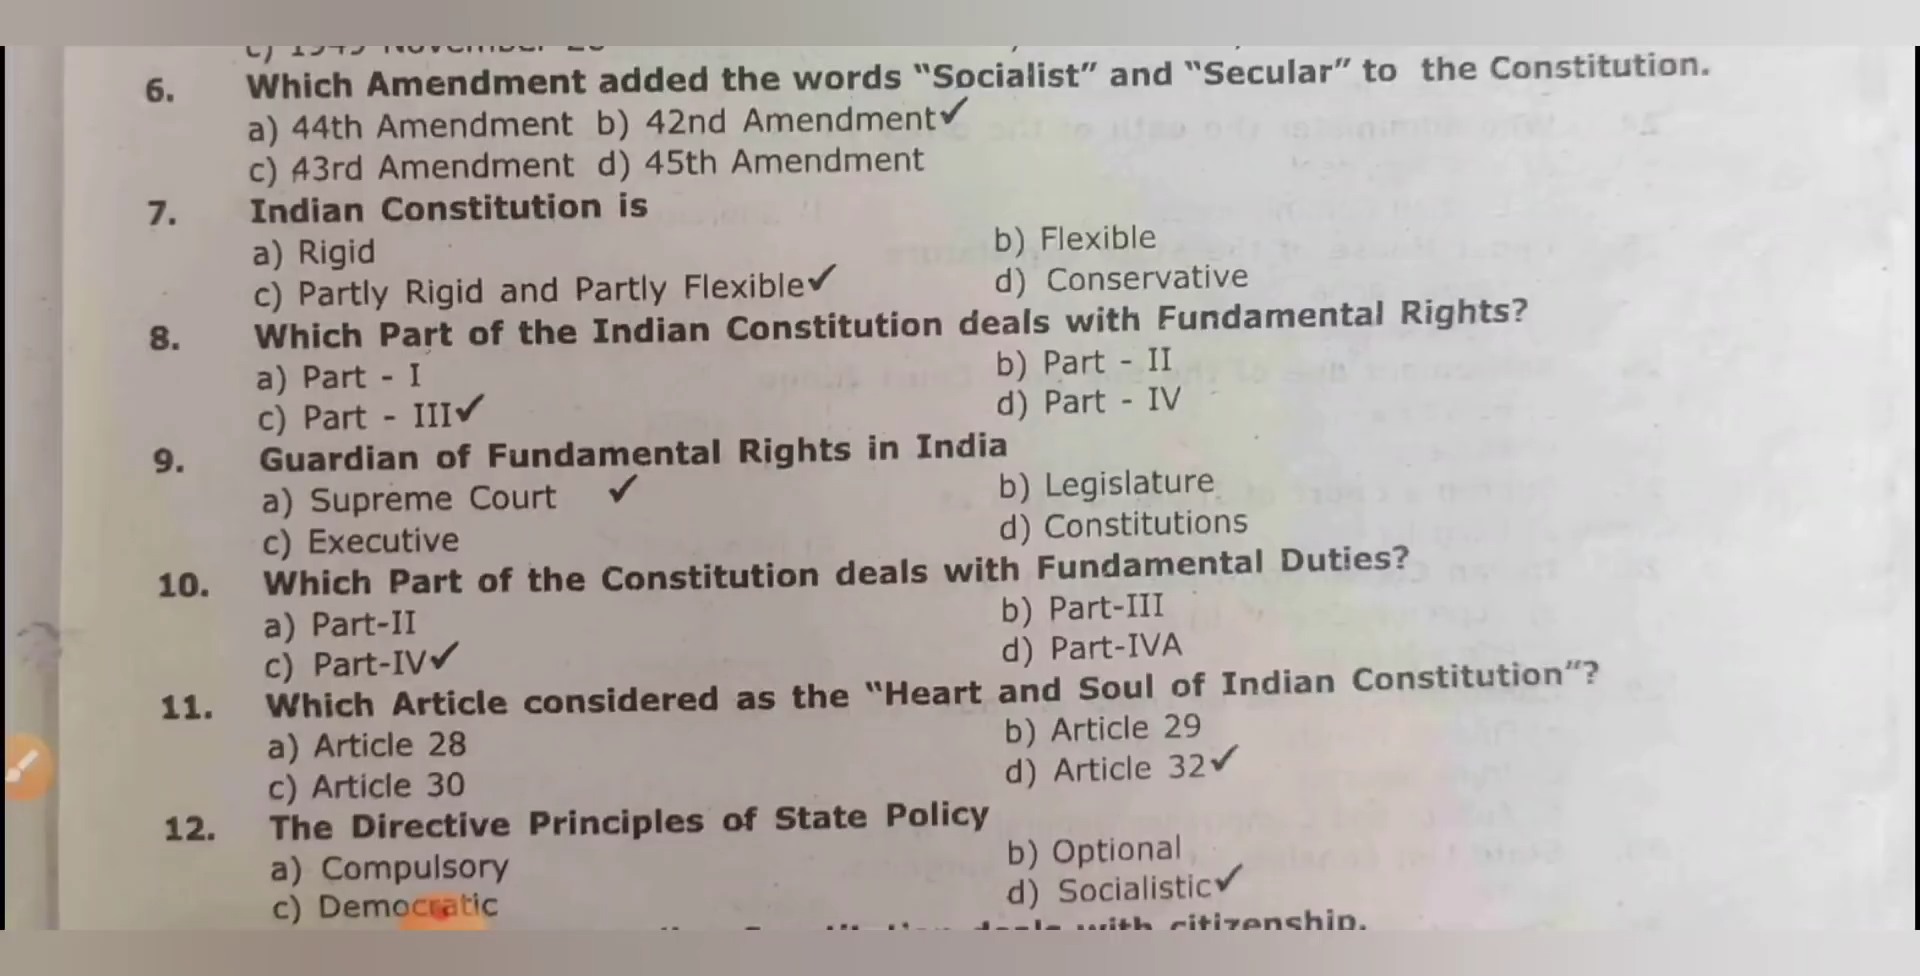 6. Which Amendment added the words "Socialist" and "Secular" to the Constitution.
a) 44th Amendment b) 42nd Amendment✓
c) 43rd Amendment d) 45th Amendment
7. Indian Constitution is
a) Rigid b) Flexible
c) Partly Rigid and Partly Flexible✓ d) Conservative
8. Which Part of the Indian Constitution deals with Fundamental Rights?
a) Part - I b) Part - II
c) Part - III✓ d) Part - IV
9. Guardian of Fundamental Rights in India
a) Supreme Court ✓ b) Legislature
c) Executive d) Constitutions
10. Which Part of the Constitution deals with Fundamental Duties?
a) Part-II b) Part-III
c) Part-IV✓ d) Part-IVA
11. Which Article considered as the "Heart and Soul of Indian Constitution"?
a) Article 28 b) Article 29
c) Article 30 d) Article 32✓
12. The Directive Principles of State Policy
a) Compulsory b) Optional
c) Democratic d) Socialistic✓
deals with citizenship.